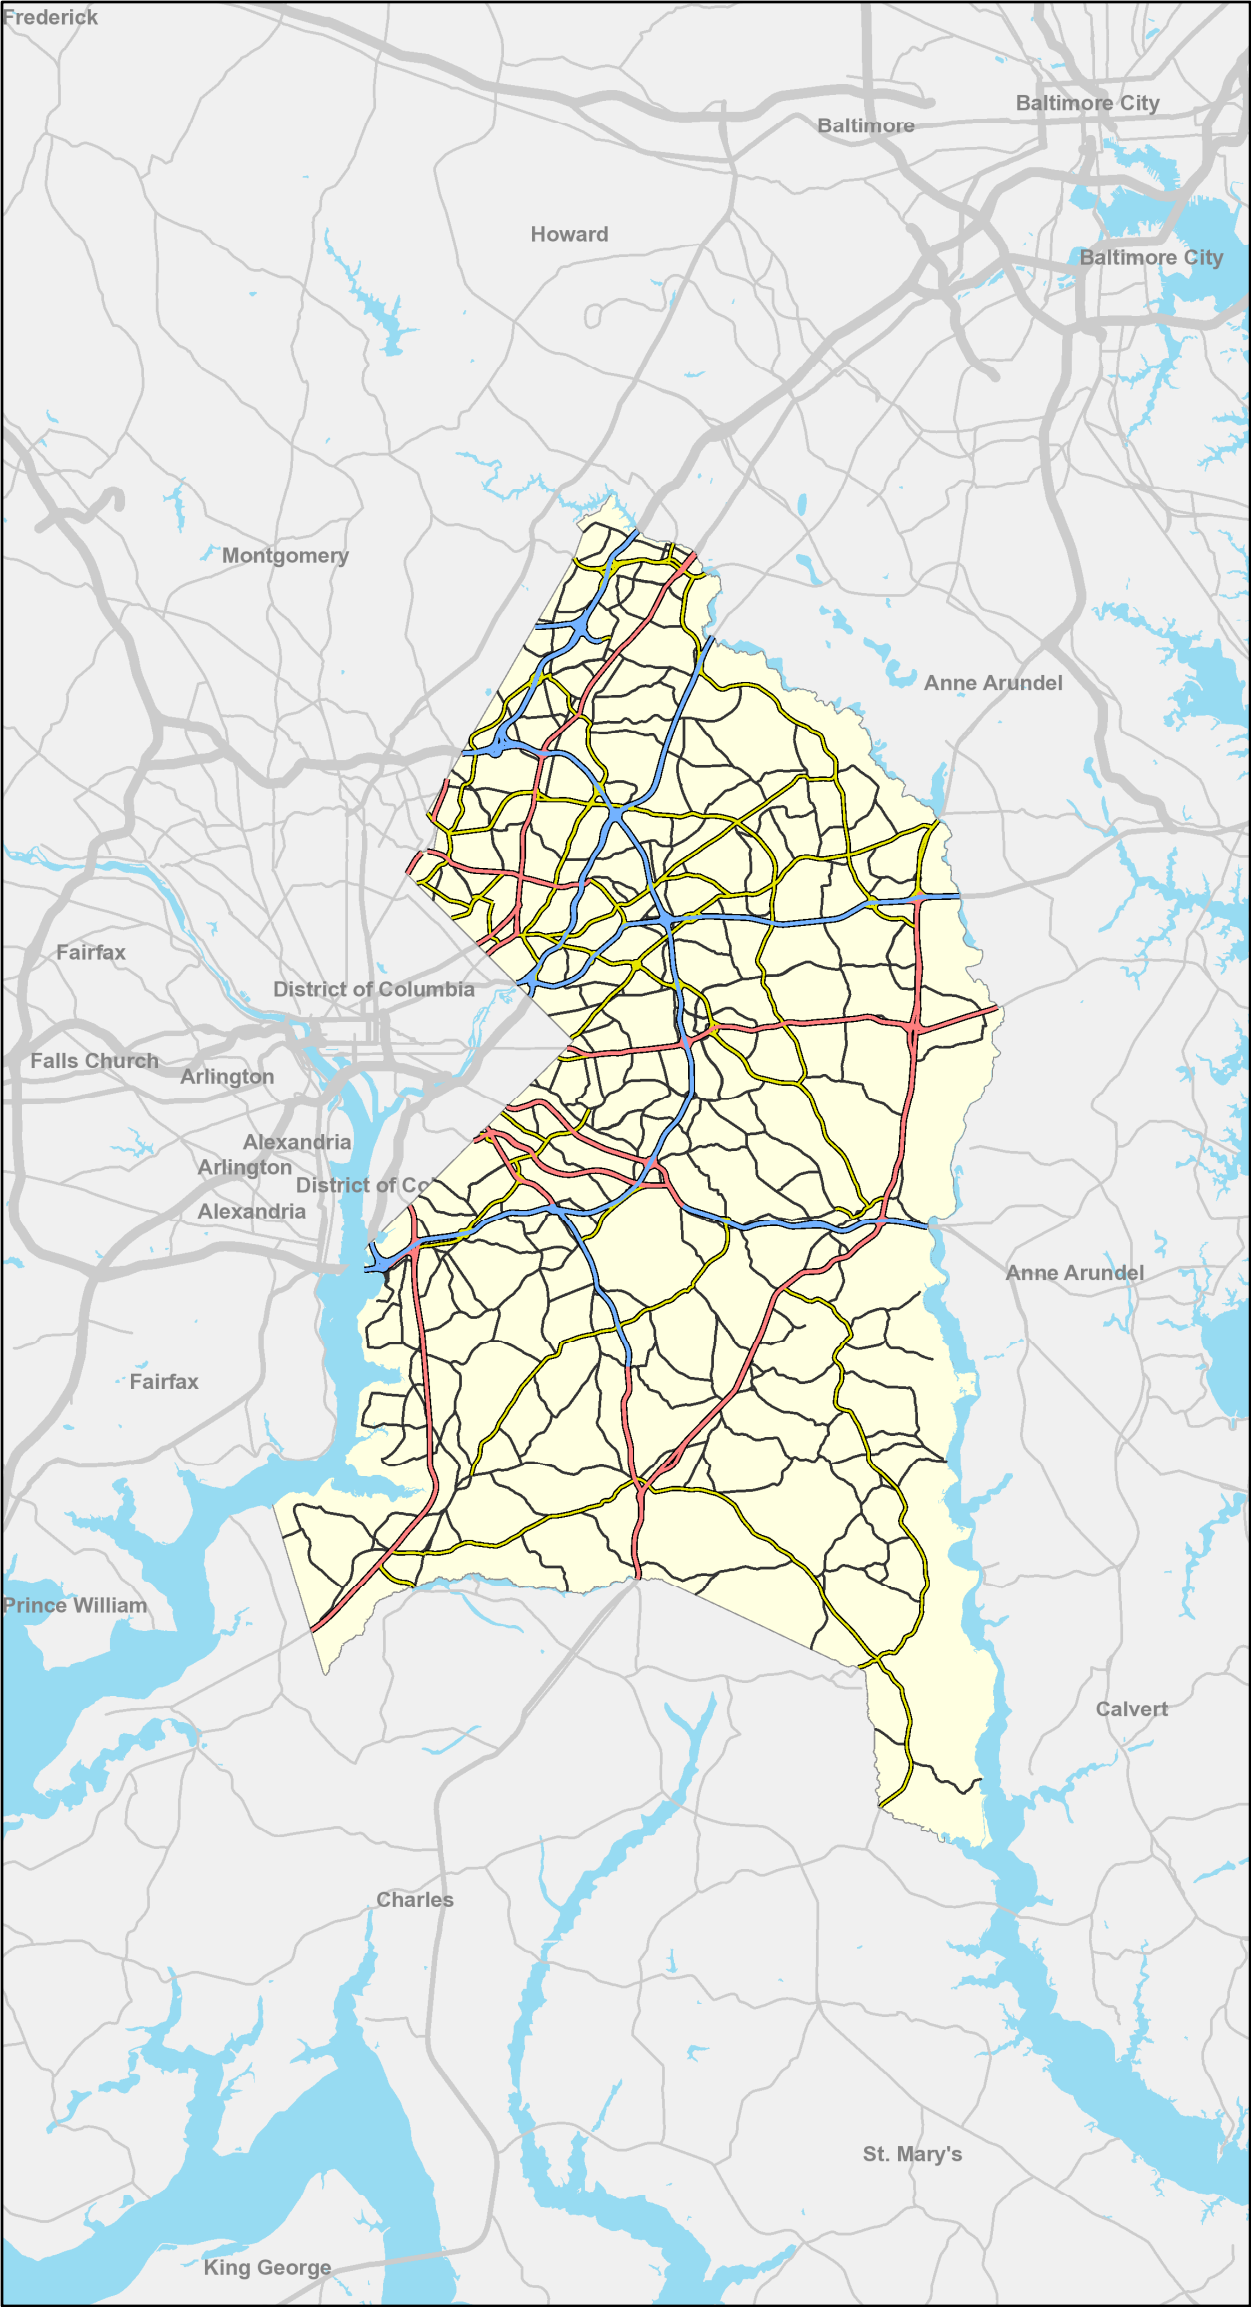 Frederick
Baltimore City
Baltimore
Howard
Baltimore City
Montgomery
Anne Arundel
Fairfax
District of Columbia
Falls Church
Arlington
Alexandria
Arlington
District of Co
Alexandria
Anne Arundel
Fairfax
Prince William
Calvert
Charles
St. Mary's
King George